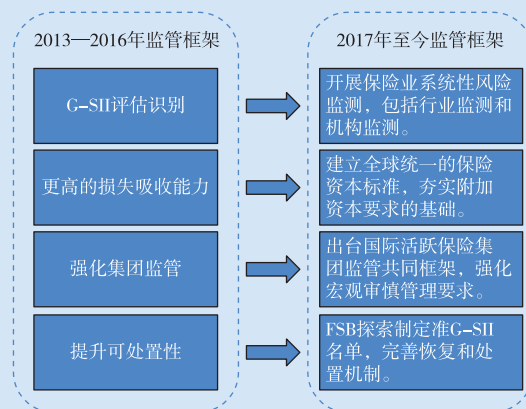 2013—2016年监管框架
2017年至今监管框架
G-SII评估识别
开展保险业系统性风险
监测，包括行业监测和
机构监测。
更高的损失吸收能力
建立全球统一的保险
资本标准，夯实附加
资本要求的基础。
强化集团监管
出台国际活跃保险集
团监管共同框架，强化
宏观审慎管理要求。
提升可处置性
FSB探索制定准G-SII
名单，完善恢复和处
置机制。